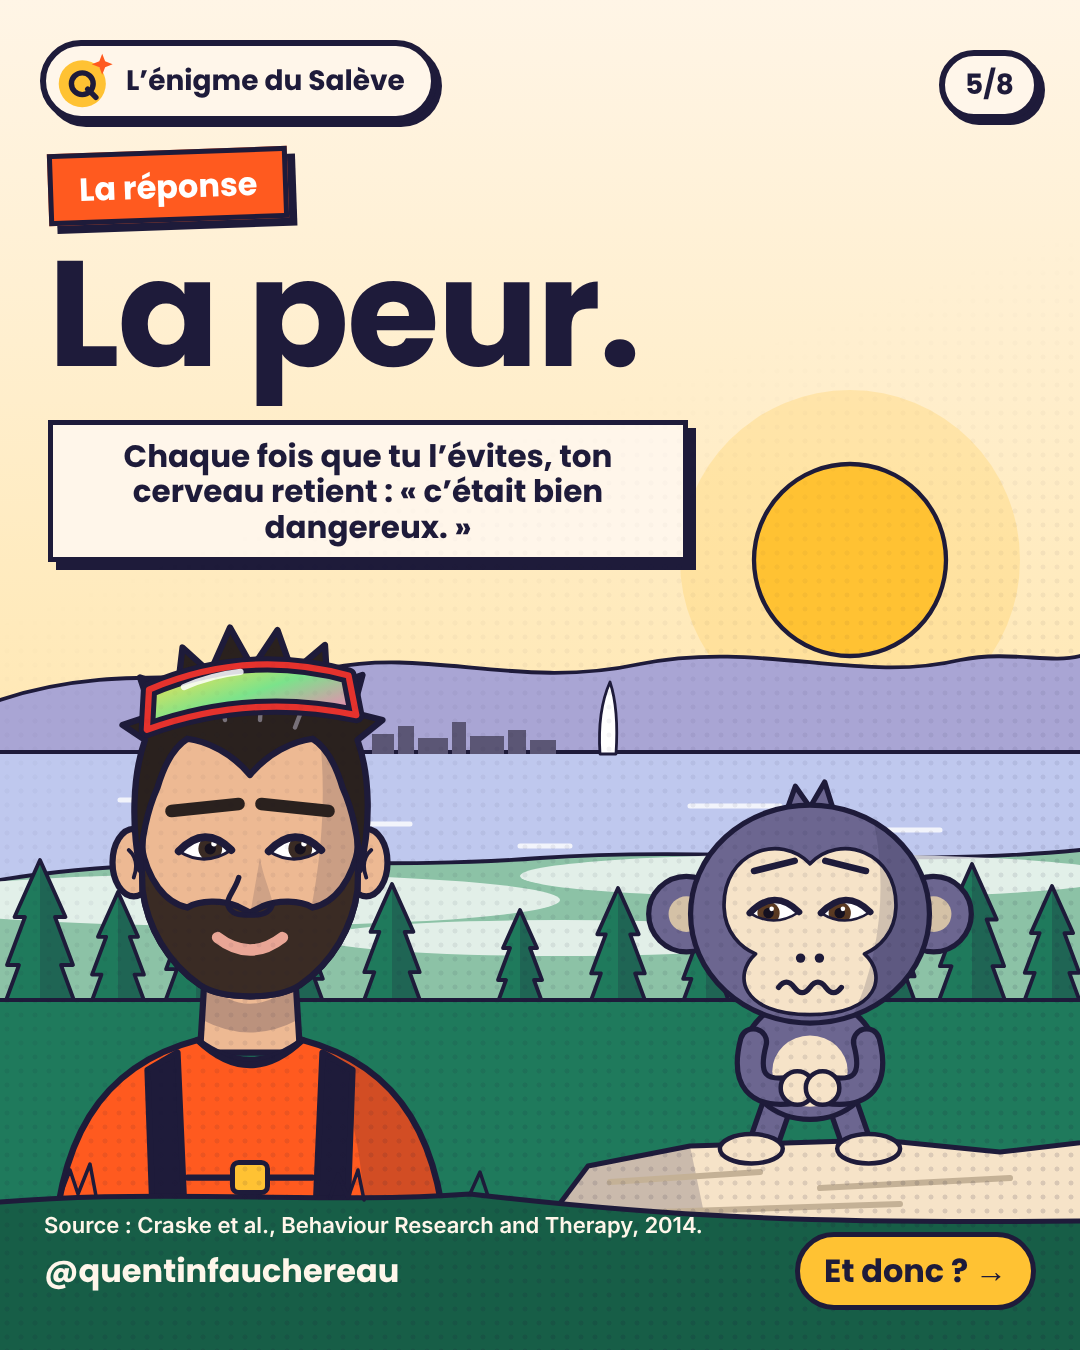 Q
L’énigme du Salève
5/8
La réponse
La peur.
Chaque fois que tu l’évites, ton
cerveau retient : « c’était bien
dangereux. »
Source : Craske et al., Behaviour Research and Therapy, 2014.
@quentinfauchereau
Et donc ? →